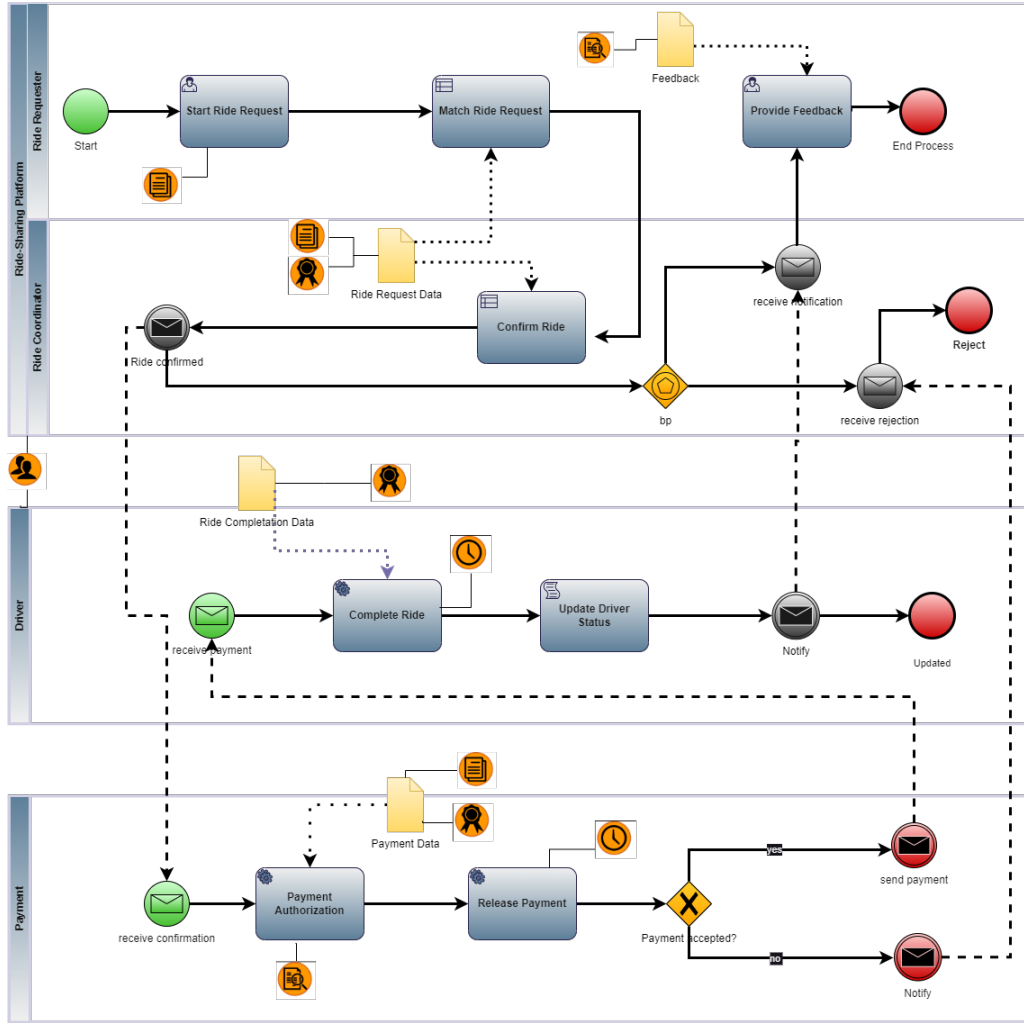 Ride-Sharing Platform
Ride Requester
Start
Start Ride Request
Match Ride Request
Feedback
Provide Feedback
End Process
Ride Coordinator
Ride Request Data
Confirm Ride
Ride confirmed
receive notification
Reject
bp
receive rejection
Driver
Ride Completation Data
receive payment
Complete Ride
Update Driver
Status
Notify
Updated
Payment
Payment Data
receive confirmation
Payment
Authorization
Release Payment
Payment accepted?
yes
send payment
no
Notify